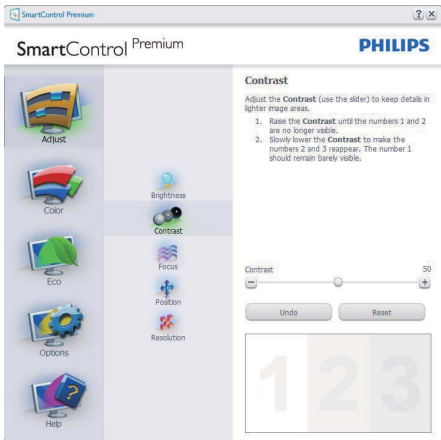 SmartControl Premium
SmartControl Premium
PHILIPS
Adjust
Color
Eco
Options
Help
Brightness
Contrast
Focus
Position
Resolution
Contrast
Adjust the Contrast (use the slider) to keep details in
lighter image areas.
1. Raise the Contrast until the numbers 1 and 2
are no longer visible.
2. Slowly lower the Contrast to make the
numbers 2 and 3 reappear. The number 1
should remain barely visible.
Contrast 50
Undo Reset
1 2 3